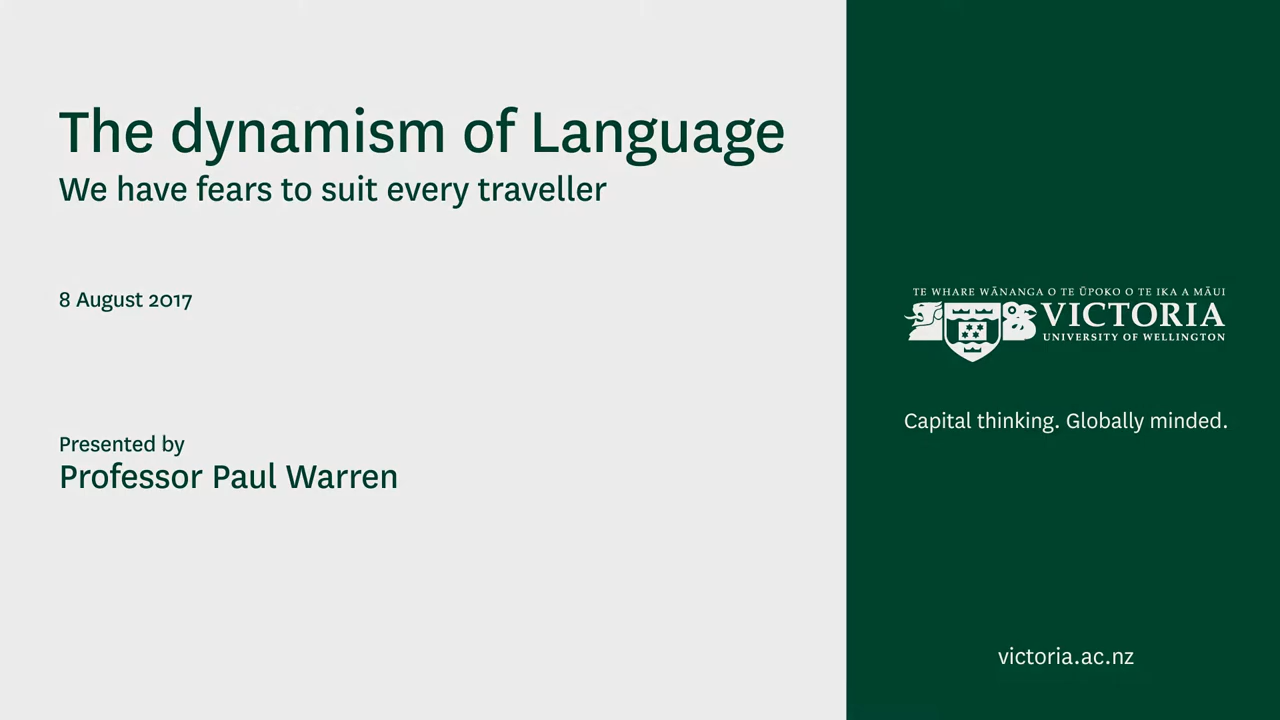 The dynamism of Language
We have fears to suit every traveller
8 August 2017
Presented by
Professor Paul Warren
TE WHARE WĀNANGA O TE ŪPOKO O TE IKA A MĀUI
VICTORIA
UNIVERSITY OF WELLINGTON
Capital thinking. Globally minded.
victoria.ac.nz